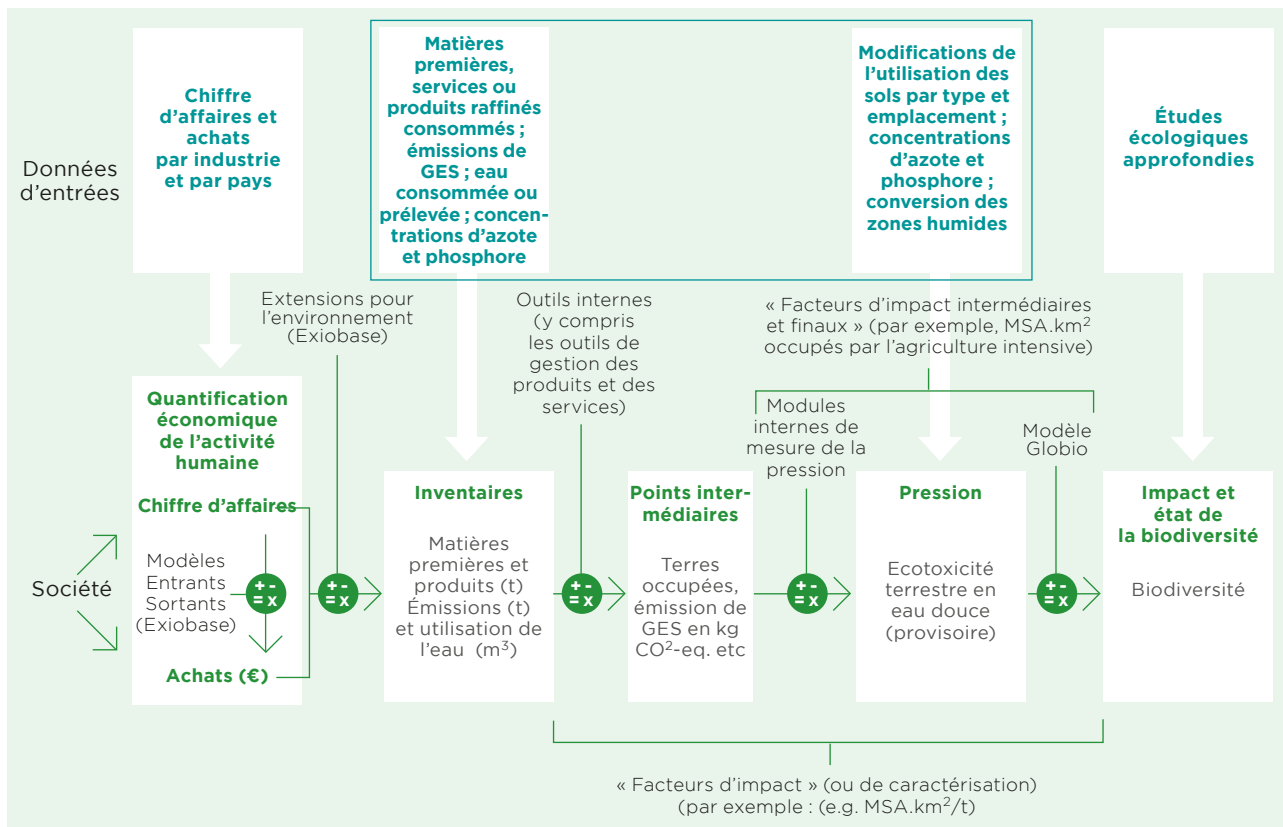 Données
d'entrées
Chiffre
d'affaires et
achats
par industrie
et par pays
Matières
premières,
services ou
produits raffinés
consommés ;
émissions de
GES ; eau
consommée ou
prélevée ; concen-
trations d'azote
et phosphore
Modifications de
l'utilisation des
sols par type et
emplacement ;
concentrations
d'azote et
phosphore ;
conversion des
zones humides
Études
écologiques
approfondies
Extensions pour
l'environnement
(Exiobase)
Outils internes
(y compris
les outils de
gestion des
produits et des
services)
« Facteurs d'impact intermédiaires
et finaux » (par exemple, MSA.km²
occupés par l'agriculture intensive)
Modules
internes de
mesure de la
pression
Modèle
Globio
Société
Quantification
économique
de l'activité
humaine
Chiffre d'affaires
Modèles
Entrants
Sortants
(Exiobase)
+ -
= x
Achats (€)
+ -
= x
Inventaires
Matières
premières et
produits (t)
Émissions (t)
et utilisation de
l'eau (m³)
+ -
= x
Points inter-
médiaires
Terres
occupées,
émission de
GES en kg
CO²-eq. etc
+ -
= x
Pression
Ecotoxicité
terrestre en
eau douce
(provisoire)
+ -
= x
Impact et
état de
la biodiversité
Biodiversité
« Facteurs d'impact » (ou de caractérisation)
(par exemple : (e.g. MSA.km²/t)